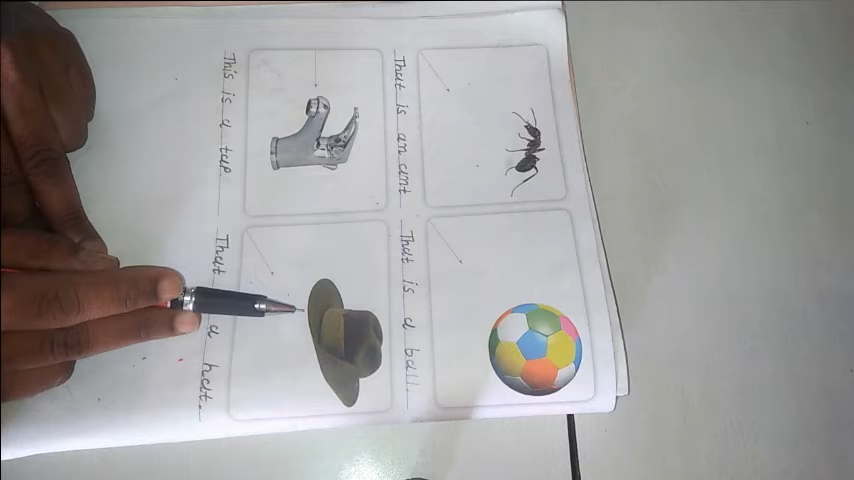 That is an ant
That is a ball.
This is a tap
That a hat.